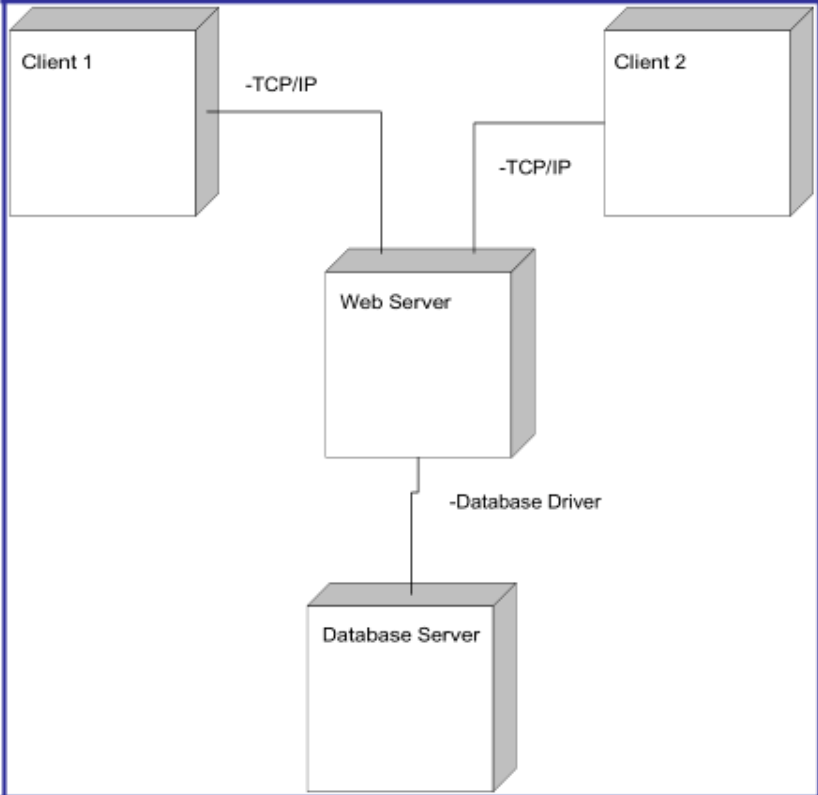 Client 1
-TCP/IP
Client 2
-TCP/IP
Web Server
-Database Driver
Database Server